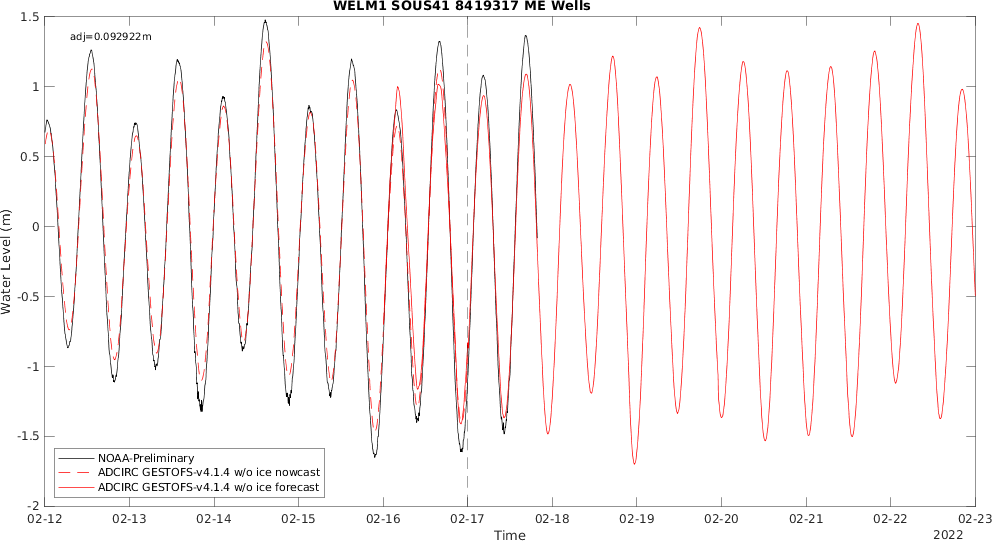 WELM1 SOUS41 8419317 ME Wells
adj=0.092922m
1.5
1
0.5
0
-0.5
-1
-1.5
-2
Water Level (m)
NOAA-Preliminary
ADCIRC GESTOFS-v4.1.4 w/o ice nowcast
ADCIRC GESTOFS-v4.1.4 w/o ice forecast
02-12 02-13 02-14 02-15 02-16 02-17 02-18 02-19 02-20 02-21 02-22 02-23
Time
2022